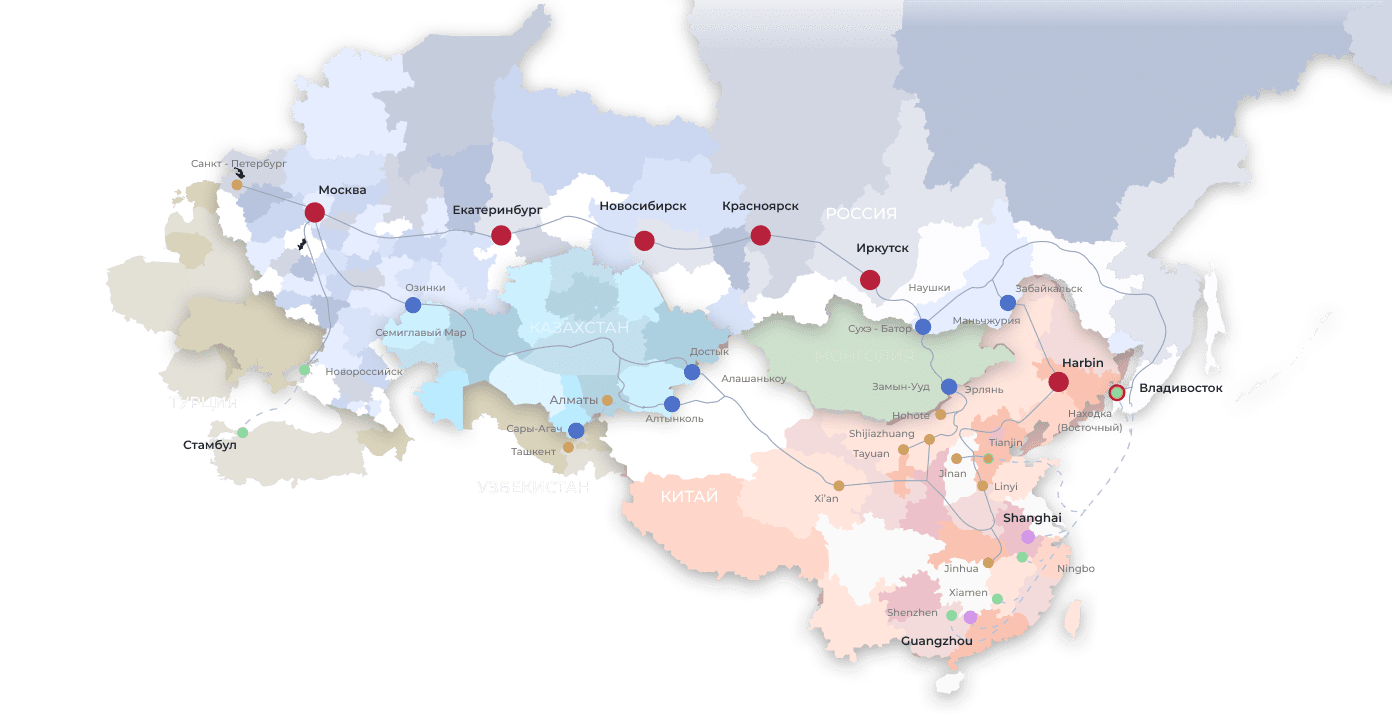 Санкт - Петербург
Москва
Екатеринбург
Новосибирск
Красноярск
РОССИЯ
Иркутск
Озинки
Наушки
Забайкальск
Семиглавый Мар
КАЗАХСТАН
Сухэ - Батор
Маньчжурия
МОНГОЛИЯ
Достык
Harbin
Новороссийск
Алашанькоу
Замын-Ууд
Эрлянь
Владивосток
ТУРЦИЯ
Алматы
Алтынколь
Hohote
Находка
(Восточный)
Стамбул
Сары-Агач
Shijiazhuang
Tianjin
Ташкент
Tayuan
Jinan
УЗБЕКИСТАН
КИТАЙ
Xi'an
Linyi
Shanghai
Jinhua
Ningbo
Xiamen
Shenzhen
Guangzhou